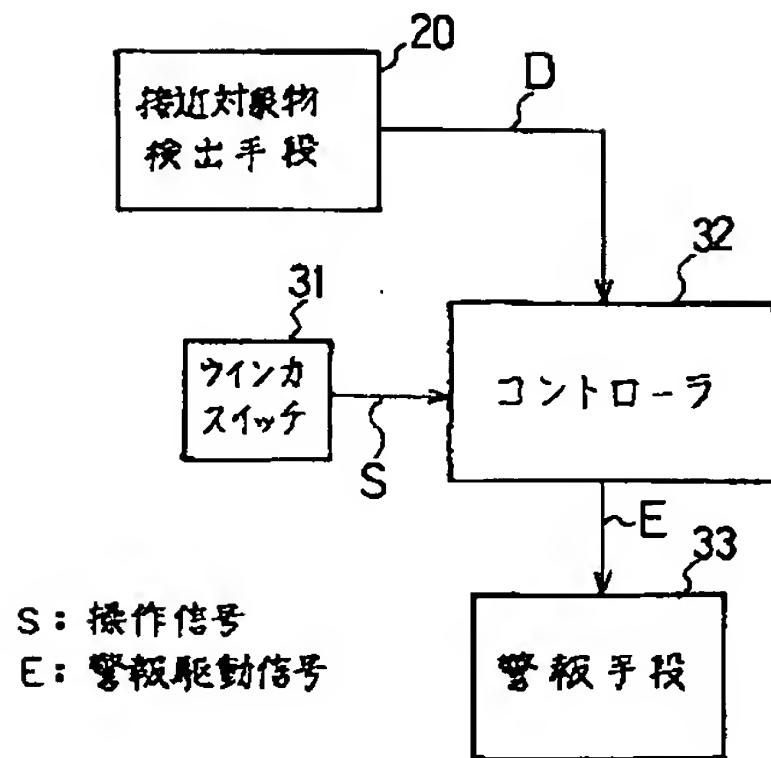 20
接近対象物
検出手段
D
32
31
ウインカ
スイッチ
コントローラ
S
E
33
警報手段
S：操作信号
E：警報駆動信号